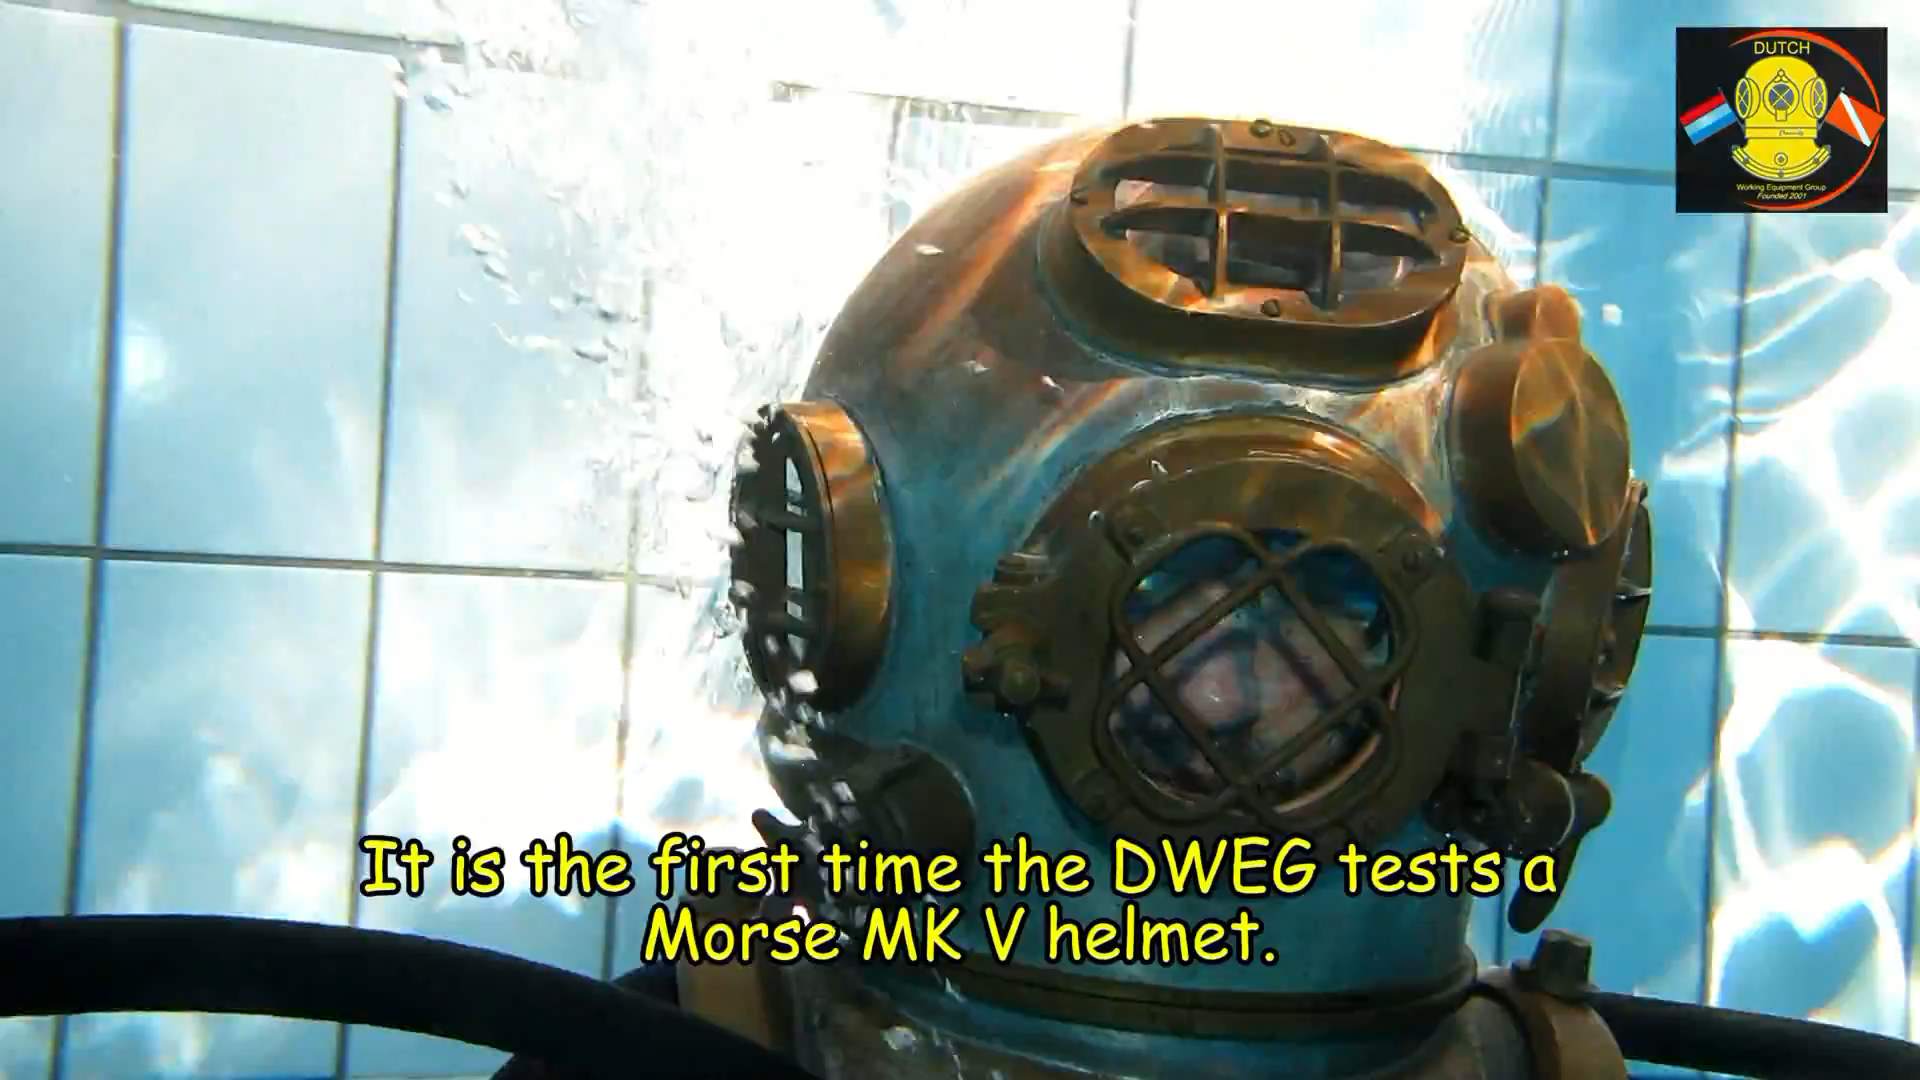 DUTCH
Working Equipment Group
Founded 2001
It is the first time the DWEG tests a
Morse MK V helmet.